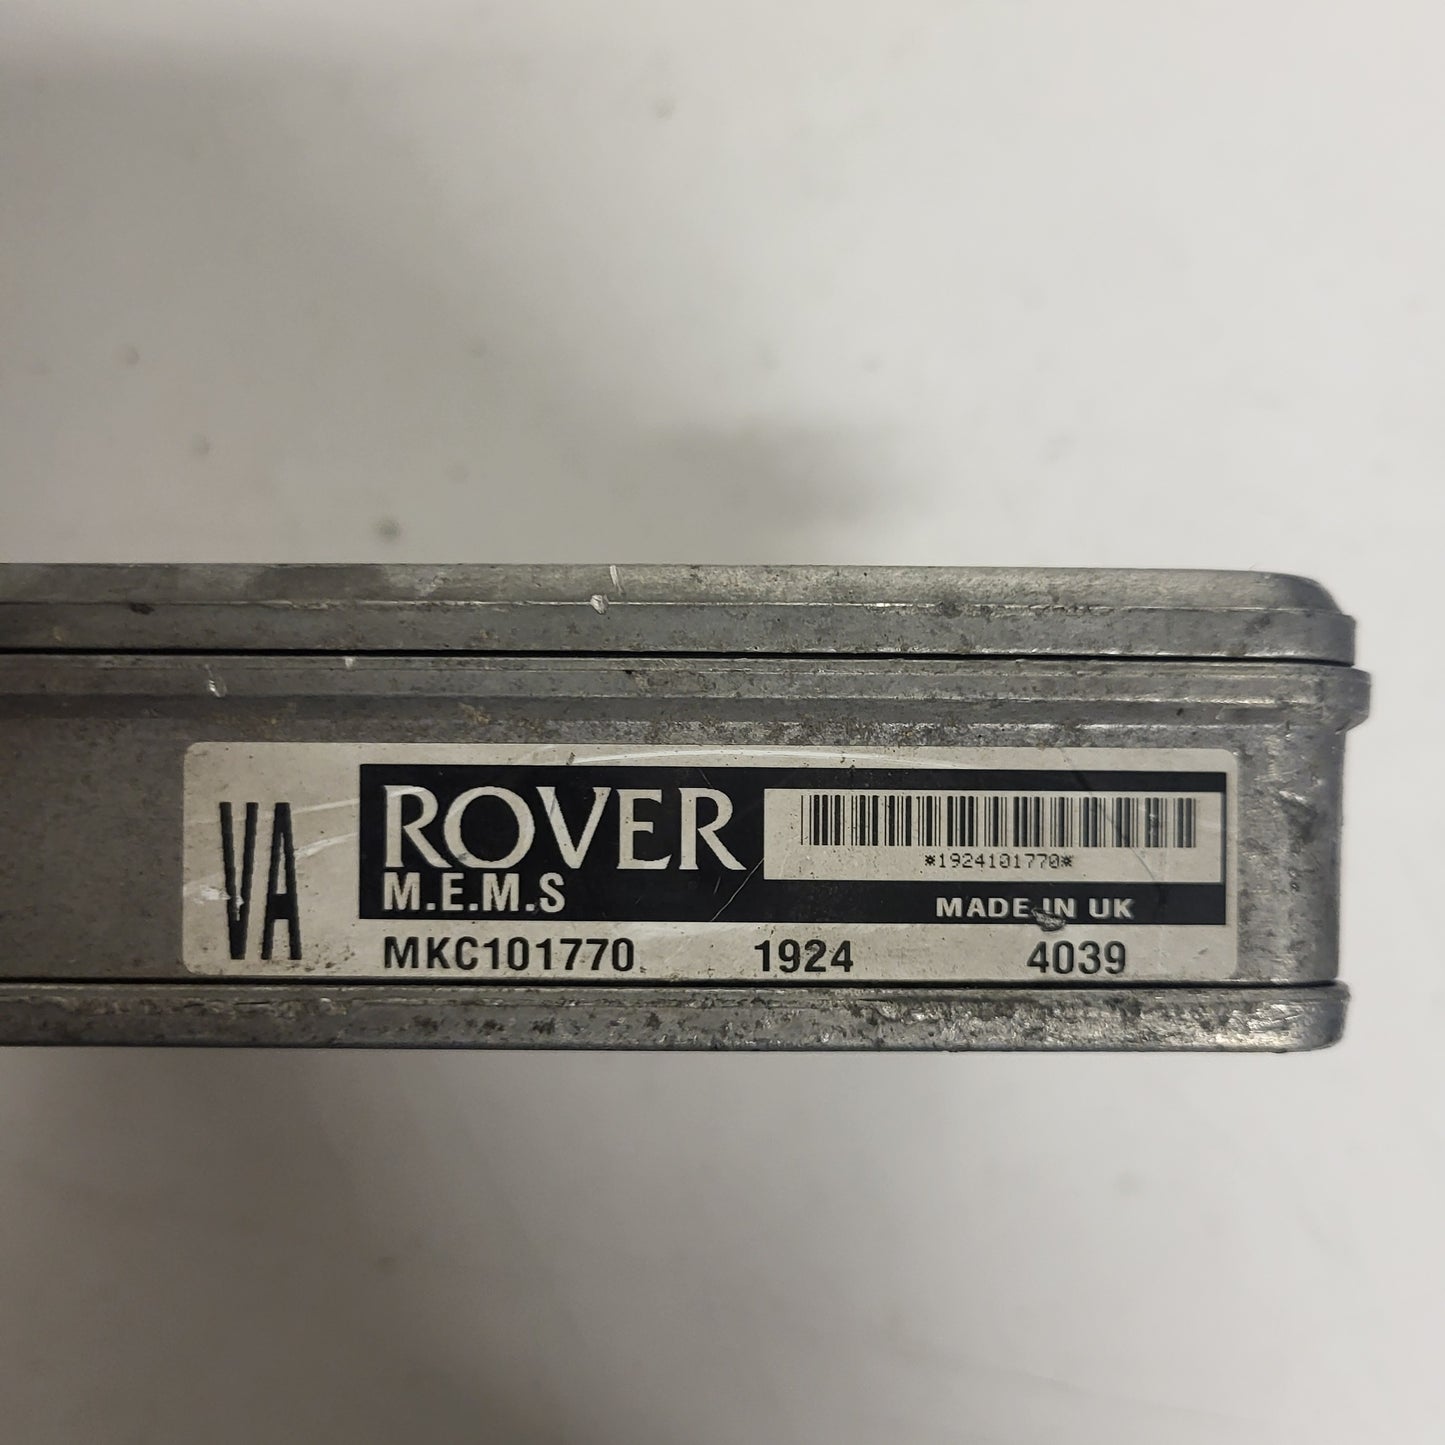 VA
ROVER
*1924101770*
M.E.M.S
MADE IN UK
MKC101770 1924 4039